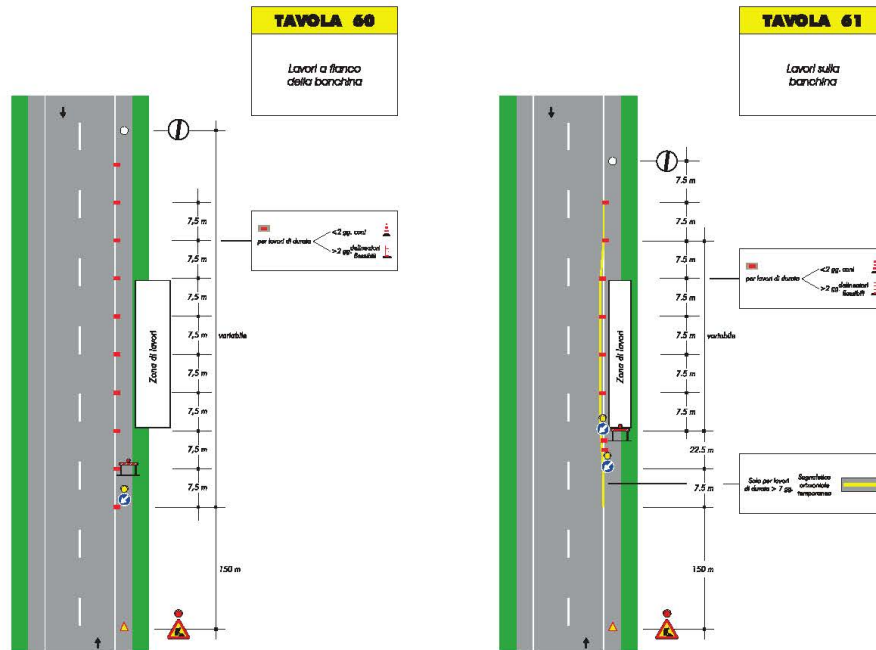 TAVOLA 60
Lavori a fianco
della banchina
7,5 m
7,5 m
7,5 m
7,5 m
7,5 m
7,5 m
7,5 m
7,5 m
variabile
150 m
Zona di lavori
per lavori di durata
<2 gg. coni
>2 gg. delineatori
flessibili
TAVOLA 61
Lavori sulla
banchina
7.5 m
7.5 m
7.5 m
7.5 m
7.5 m
7.5 m
7.5 m
variabile
22.5 m
7.5 m
150 m
Zona di lavori
per lavori di durata
<2 gg. coni
>2 gg. delineatori
flessibili
Solo per lavori
di durata > 7 gg.
Segnaletica
orizzontale
temporanea